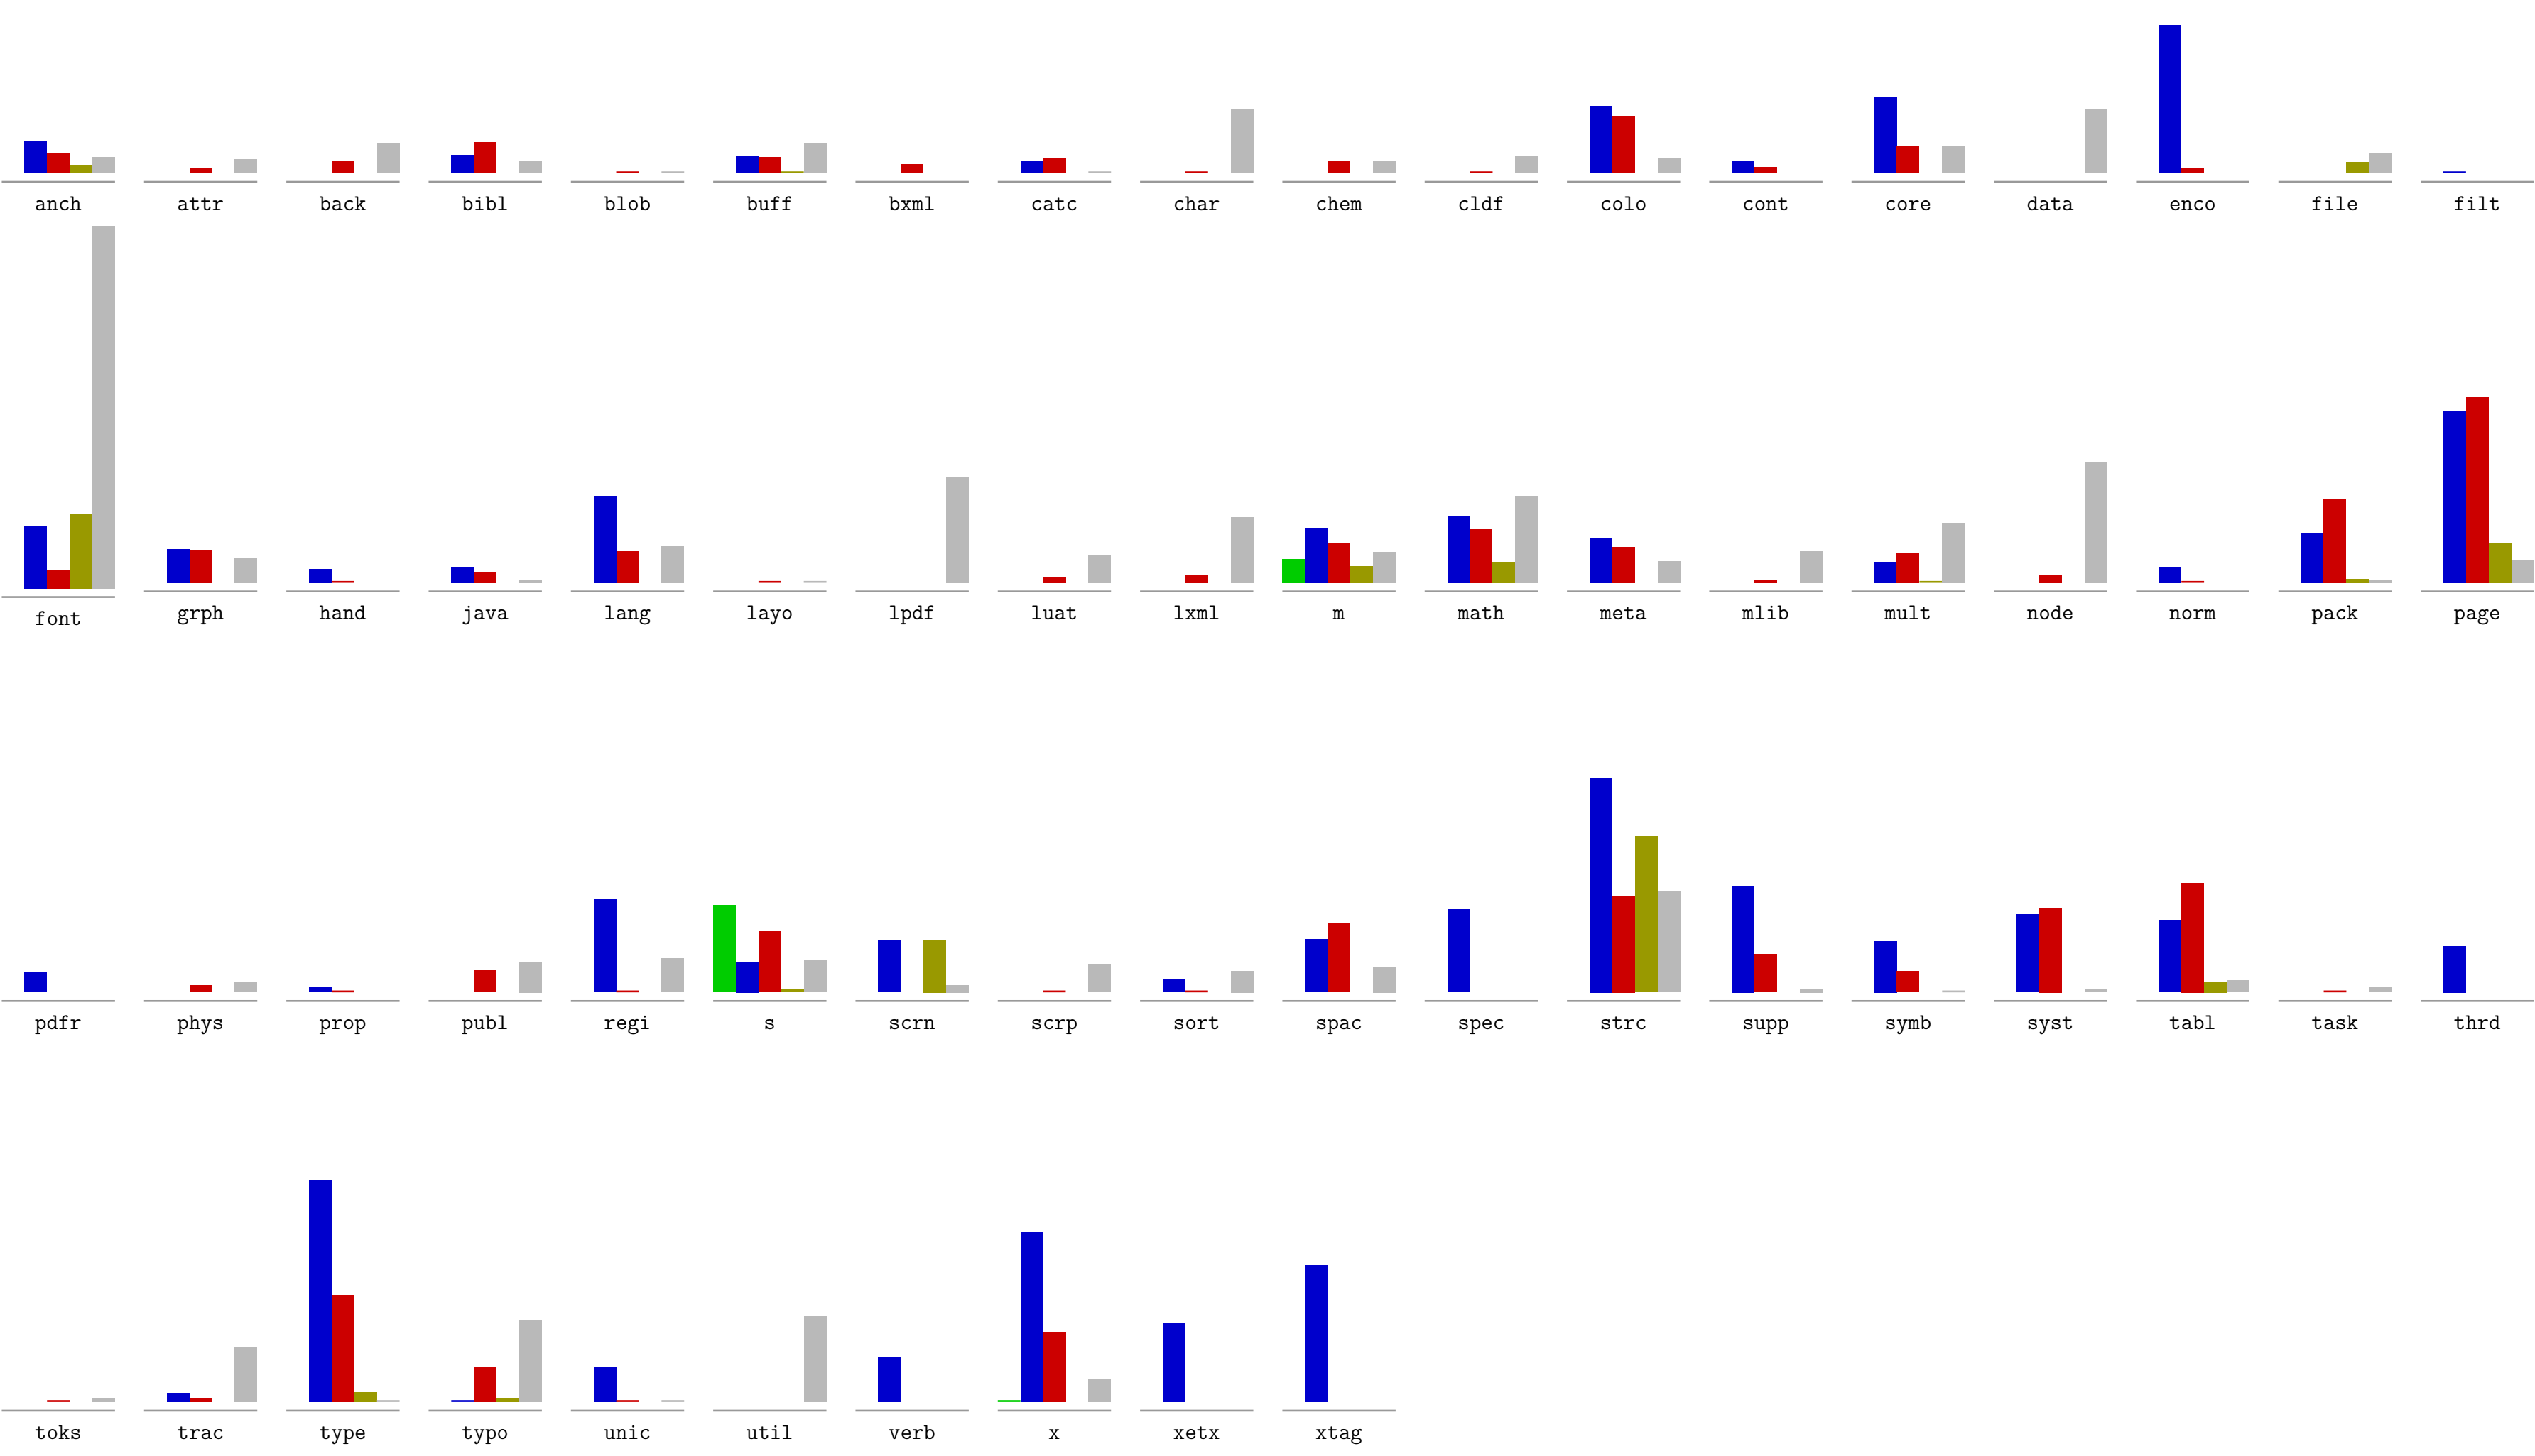 anch attr back bibl blob buff bxml catc char chem cldf colo cont core data enco file filt
font grph hand java lang layo lpdf luat lxml m math meta mlib mult node norm pack page
pdfr phys prop publ regi s scrn scrp sort spac spec strc supp symb syst tabl task thrd
toks trac type typo unic util verb x xetx xtag